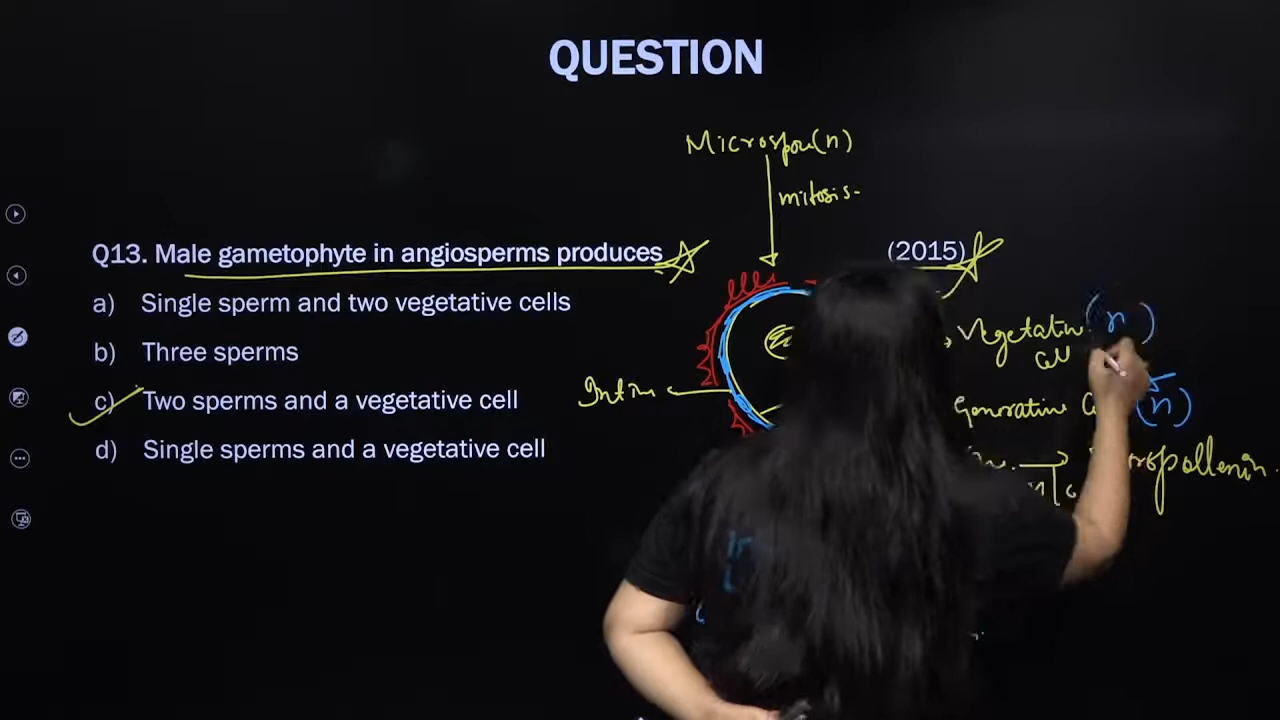 QUESTION
Microspore(n)
mitosis-
Q13. Male gametophyte in angiosperms produces
(2015)
a) Single sperm and two vegetative cells
b) Three sperms
c) Two sperms and a vegetative cell
d) Single sperms and a vegetative cell
Vegetative (n)
Cell
Intine
Generative (n)